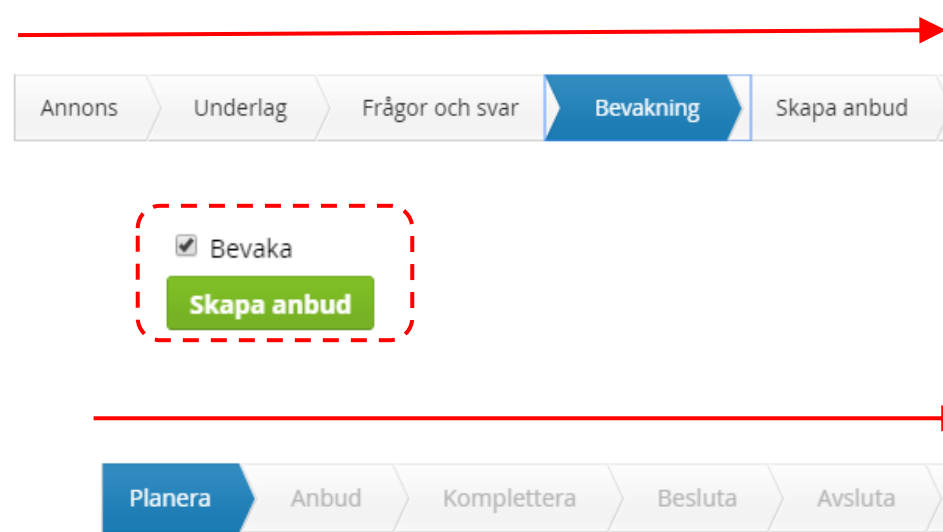 Annons Underlag Frågor och svar Bevakning Skapa anbud
Bevaka
Skapa anbud
Planera Anbud Komplettera Besluta Avsluta